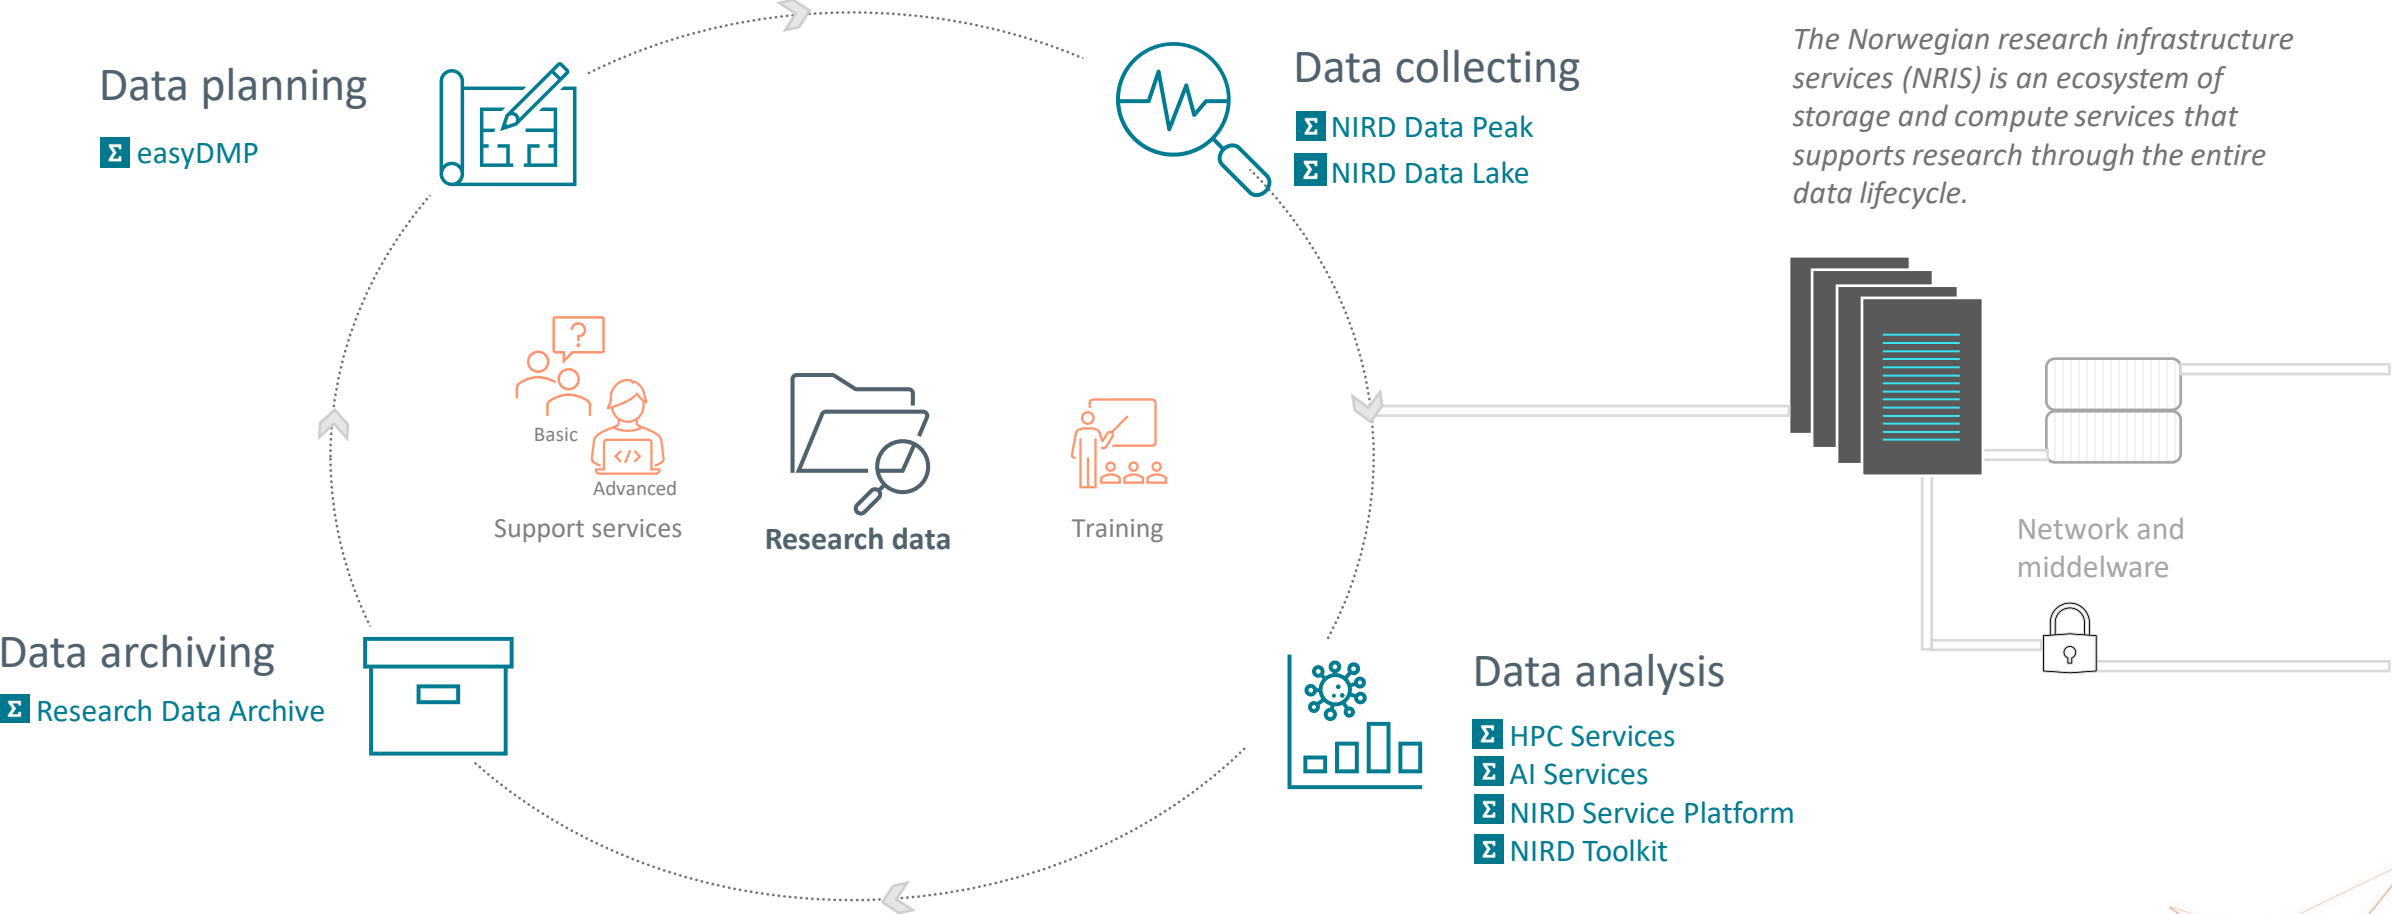 Data planning
Σ easyDMP
Data collecting
Σ NIRD Data Peak
Σ NIRD Data Lake
The Norwegian research infrastructure
services (NRIS) is an ecosystem of
storage and compute services that
supports research through the entire
data lifecycle.
?
Basic
</>
Advanced
Support services
Research data
Training
Network and
middelware
Data archiving
Σ Research Data Archive
Data analysis
Σ HPC Services
Σ AI Services
Σ NIRD Service Platform
Σ NIRD Toolkit